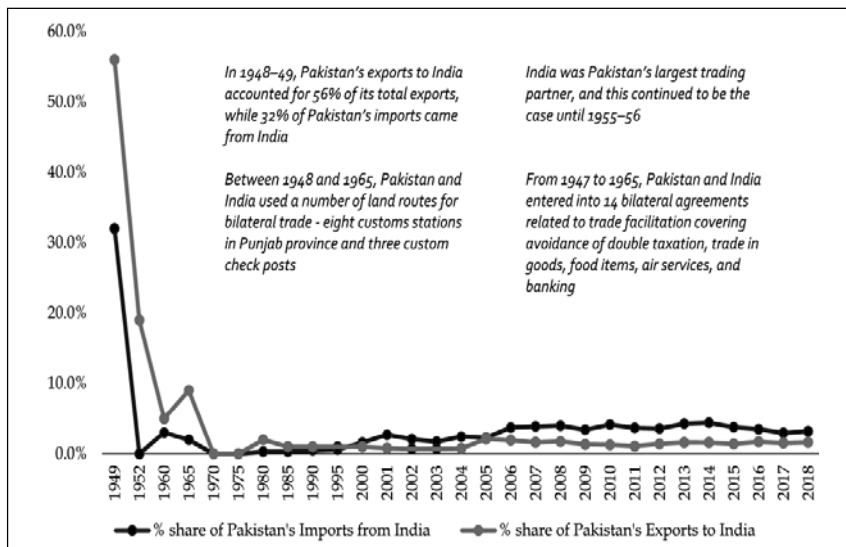 60.0%
50.0%
40.0%
30.0%
20.0%
10.0%
0.0%
In 1948–49, Pakistan's exports to India
accounted for 56% of its total exports,
while 32% of Pakistan's imports came
from India
India was Pakistan's largest trading
partner, and this continued to be the
case until 1955–56
Between 1948 and 1965, Pakistan and
India used a number of land routes for
bilateral trade - eight customs stations
in Punjab province and three custom
check posts
From 1947 to 1965, Pakistan and India
entered into 14 bilateral agreements
related to trade facilitation covering
avoidance of double taxation, trade in
goods, food items, air services, and
banking
1949
1952
1960
1965
1970
1975
1980
1985
1990
1995
2000
2001
2002
2003
2004
2005
2006
2007
2008
2009
2010
2011
2012
2013
2014
2015
2016
2017
2018
% share of Pakistan's Imports from India
% share of Pakistan's Exports to India